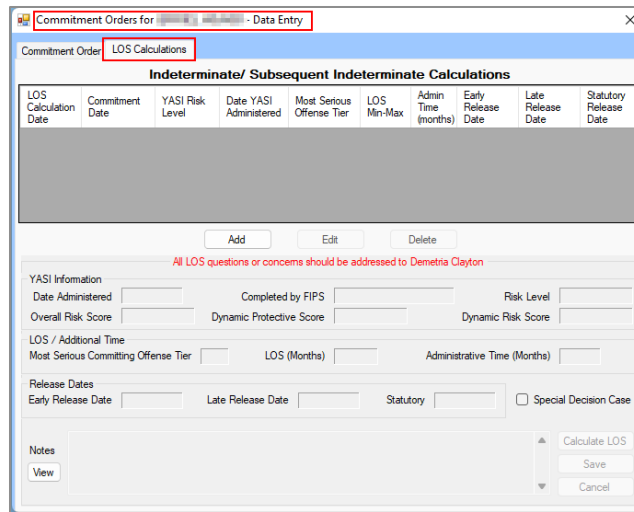 Commitment Orders for - Data Entry
Commitment Order LOS Calculations
Indeterminate/ Subsequent Indeterminate Calculations
LOS Calculation Date Commitment Date YASI Risk Level Date YASI Administered Most Serious Offense Tier LOS Min-Max Admin Time (months) Early Release Date Late Release Date Statutory Release Date
Add Edit Delete
All LOS questions or concerns should be addressed to Demetria Clayton
YASI Information
Date Administered Completed by FIPS Risk Level
Overall Risk Score Dynamic Protective Score Dynamic Risk Score
LOS / Additional Time
Most Serious Committing Offense Tier LOS (Months) Administrative Time (Months)
Release Dates
Early Release Date Late Release Date Statutory Special Decision Case
Notes
View
Calculate LOS
Save
Cancel